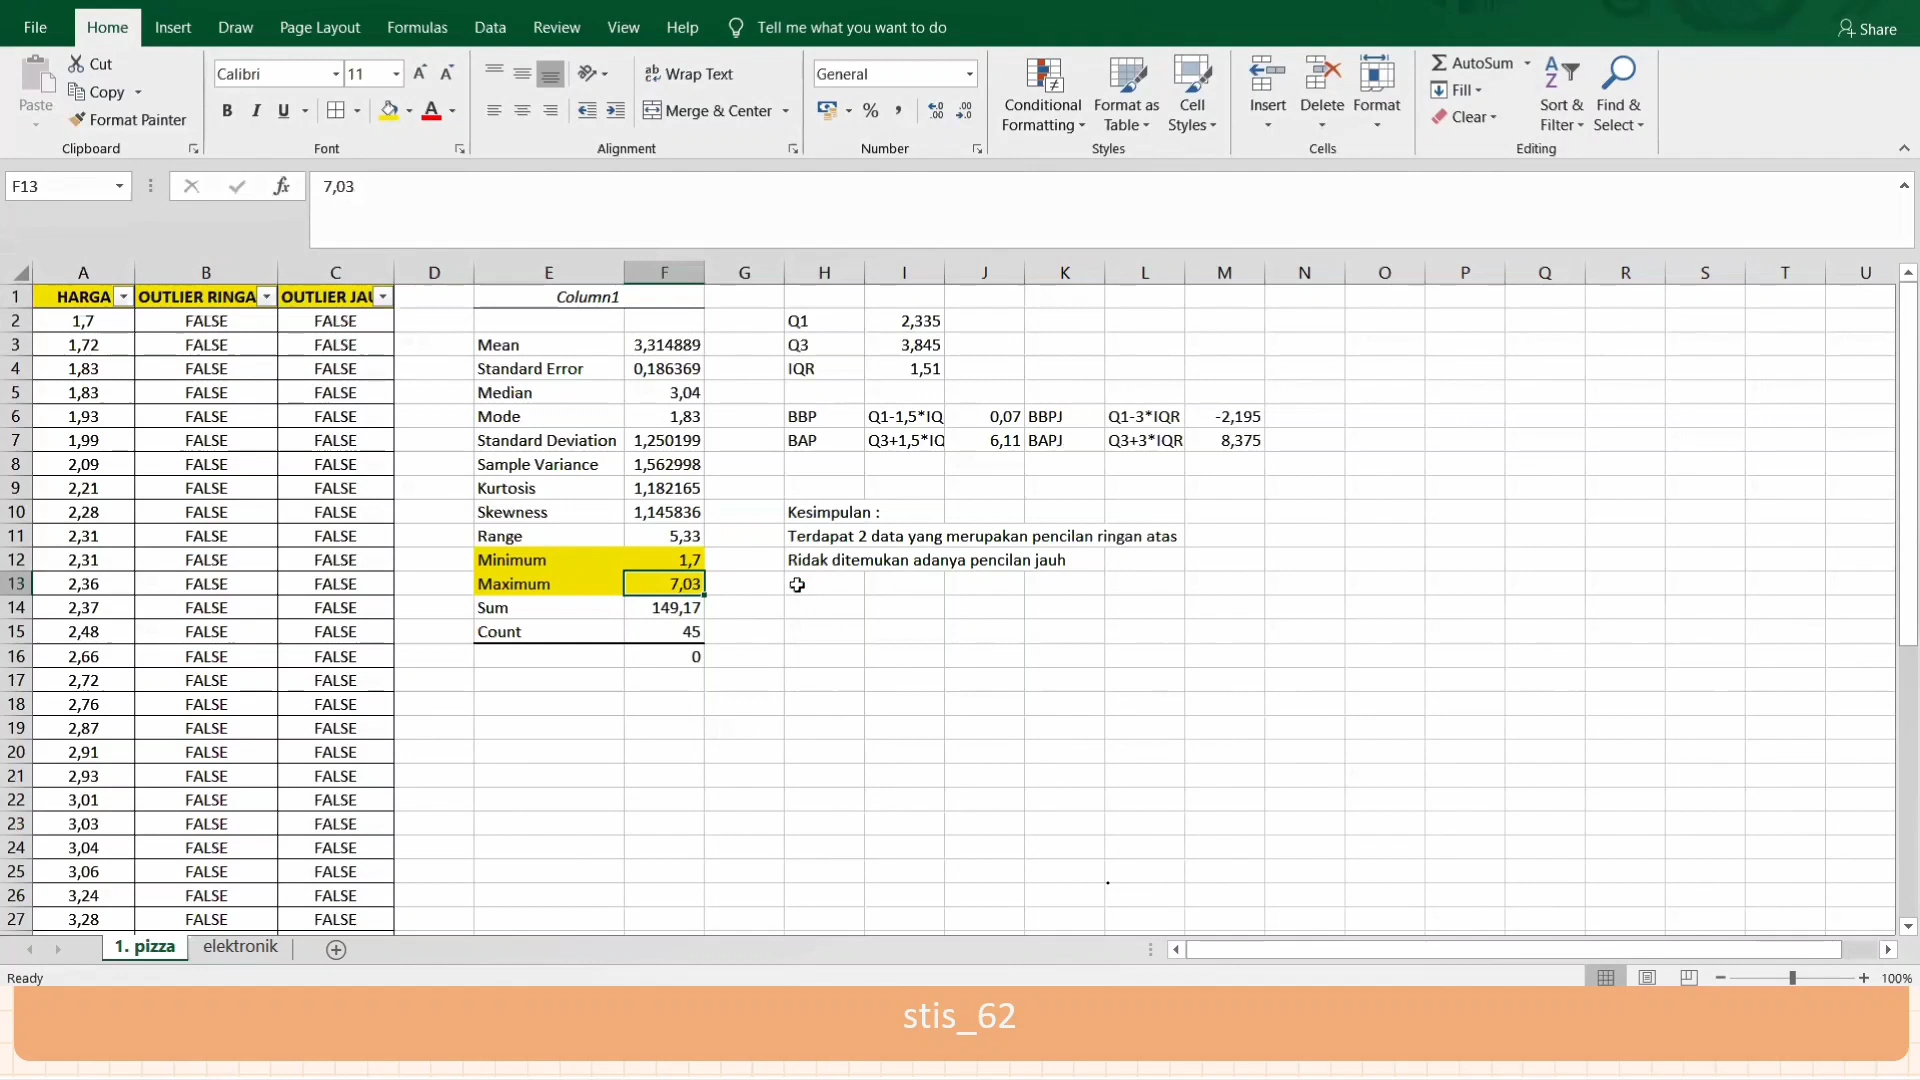 File Home Insert Draw Page Layout Formulas Data Review View Help Tell me what you want to do Share
Paste Cut Copy Format Painter Clipboard
Calibri 11 A A B I U A Font
Wrap Text Merge & Center Alignment
General % , Number
Conditional Formatting Format as Table Cell Styles Styles
Insert Delete Format Cells
AutoSum Fill Clear Sort & Filter Find & Select Editing
F13 fx 7,03
A B C D E F G H I J K L M N O P Q R S T U
1 HARGA OUTLIER RINGA OUTLIER JAU Column1
2 1,7 FALSE FALSE Q1 2,335
3 1,72 FALSE FALSE Mean 3,314889 Q3 3,845
4 1,83 FALSE FALSE Standard Error 0,186369 IQR 1,51
5 1,83 FALSE FALSE Median 3,04
6 1,93 FALSE FALSE Mode 1,83 BBP Q1-1,5*IQ 0,07 BBPJ Q1-3*IQR -2,195
7 1,99 FALSE FALSE Standard Deviation 1,250199 BAP Q3+1,5*IQ 6,11 BAPJ Q3+3*IQR 8,375
8 2,09 FALSE FALSE Sample Variance 1,562998
9 2,21 FALSE FALSE Kurtosis 1,182165
10 2,28 FALSE FALSE Skewness 1,145836 Kesimpulan :
11 2,31 FALSE FALSE Range 5,33 Terdapat 2 data yang merupakan pencilan ringan atas
12 2,31 FALSE FALSE Minimum 1,7 Ridak ditemukan adanya pencilan jauh
13 2,36 FALSE FALSE Maximum 7,03
14 2,37 FALSE FALSE Sum 149,17
15 2,48 FALSE FALSE Count 45
16 2,66 FALSE FALSE 0
17 2,72 FALSE FALSE
18 2,76 FALSE FALSE
19 2,87 FALSE FALSE
20 2,91 FALSE FALSE
21 2,93 FALSE FALSE
22 3,01 FALSE FALSE
23 3,03 FALSE FALSE
24 3,04 FALSE FALSE
25 3,06 FALSE FALSE
26 3,24 FALSE FALSE
27 3,28 FALSE FALSE
1. pizza elektronik
Ready 100%
stis_62